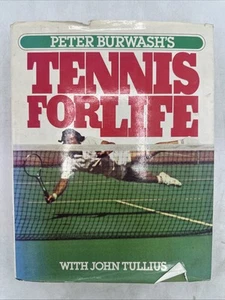 PETER BURWASH'S
TENNIS
FOR LIFE
WITH JOHN TULLIUS